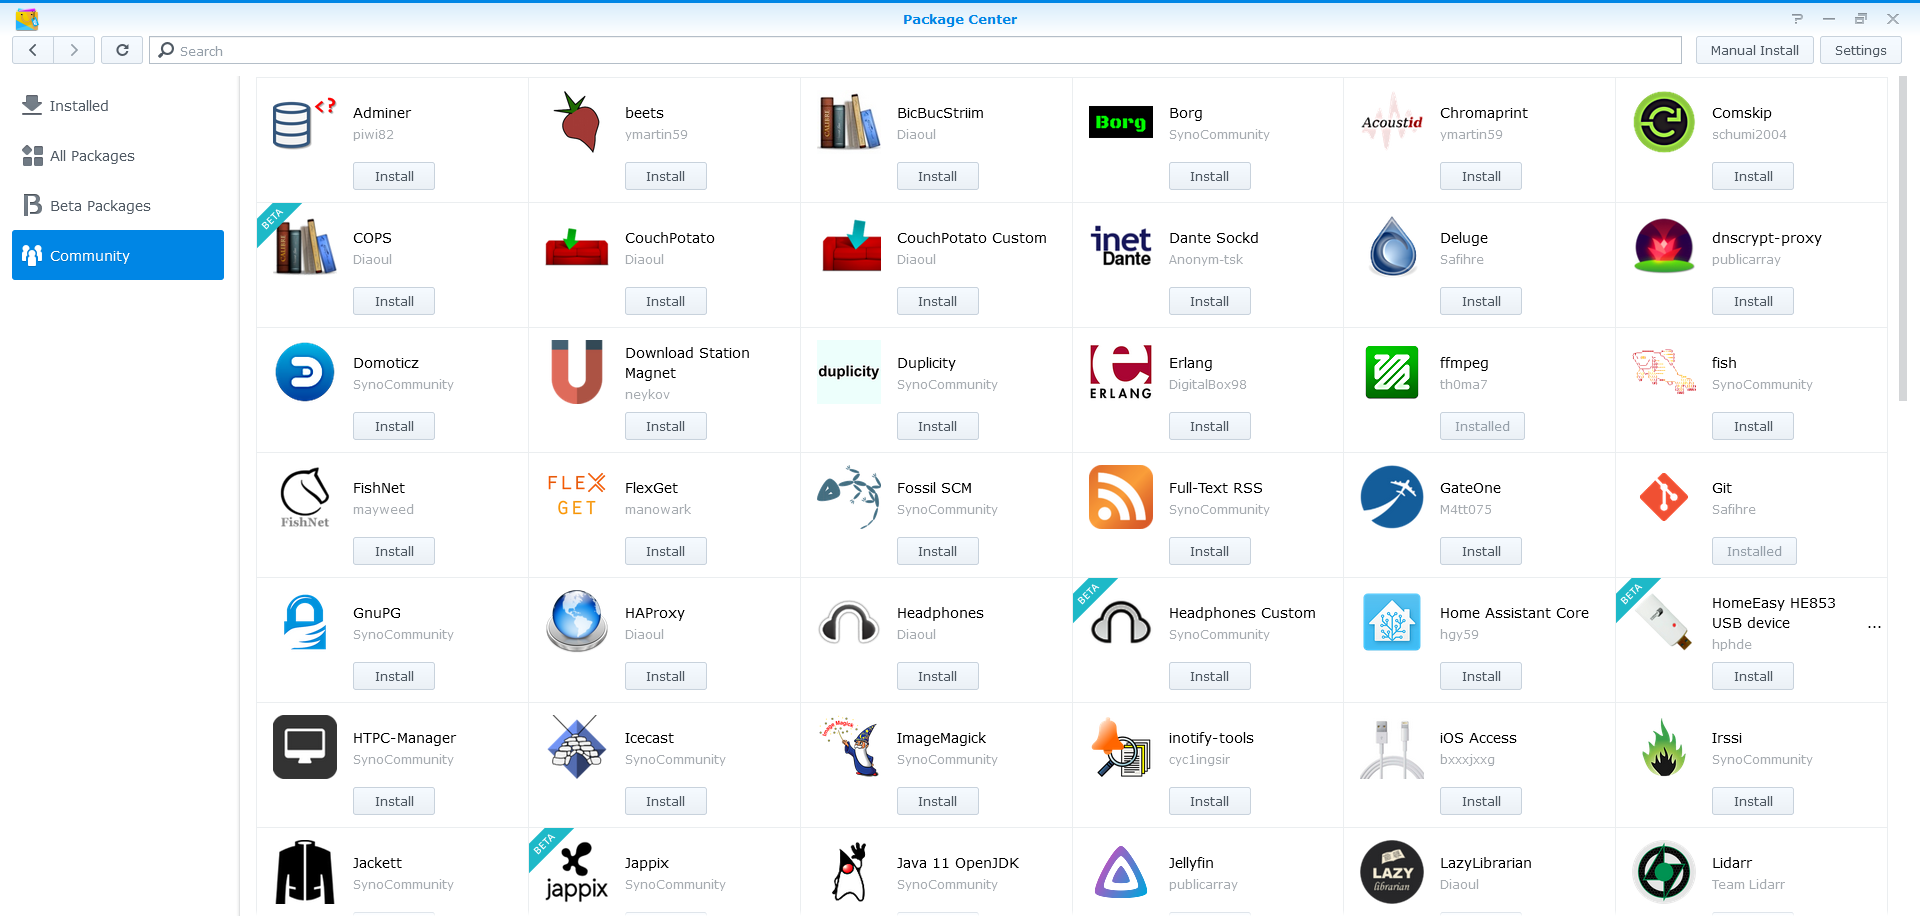 Package Center
Search
Manual Install
Settings
Installed
All Packages
Beta Packages
Community
<?
Adminer
piwi82
Install
beets
ymartin59
Install
CALIBRE
BicBucStriim
Diaoul
Install
Borg
Borg
SynoCommunity
Install
Acoustid
Chromaprint
ymartin59
Install
Comskip
schumi2004
Install
BETA
CALIBRE
COPS
Diaoul
Install
CouchPotato
Diaoul
Install
CouchPotato Custom
Diaoul
Install
inet
Dante
Dante Sockd
Anonym-tsk
Install
Deluge
Safihre
Install
dnscrypt-proxy
publicarray
Install
Domoticz
SynoCommunity
Install
Download Station
Magnet
neykov
Install
duplicity
Duplicity
SynoCommunity
Install
e
ERLANG
Erlang
DigitalBox98
Install
ffmpeg
th0ma7
Installed
fish
SynoCommunity
Install
FishNet
FishNet
mayweed
Install
FLEX
GET
FlexGet
manowark
Install
Fossil SCM
SynoCommunity
Install
Full-Text RSS
SynoCommunity
Install
GateOne
M4tt075
Install
Git
Safihre
Installed
GnuPG
SynoCommunity
Install
HAProxy
Diaoul
Install
Headphones
Diaoul
Install
BETA
Headphones Custom
SynoCommunity
Install
Home Assistant Core
hgy59
Install
BETA
HomeEasy HE853
USB device
...
hphde
Install
HTPC-Manager
SynoCommunity
Install
Icecast
SynoCommunity
Install
Image Magick
ImageMagick
SynoCommunity
Install
inotify-tools
cyc1ingsir
Install
iOS Access
bxxxjxxg
Install
Irssi
SynoCommunity
Install
Jackett
SynoCommunity
BETA
jappix
Jappix
SynoCommunity
Java 11 OpenJDK
SynoCommunity
Jellyfin
publicarray
LAZY
librarian
LazyLibrarian
Diaoul
Lidarr
Team Lidarr